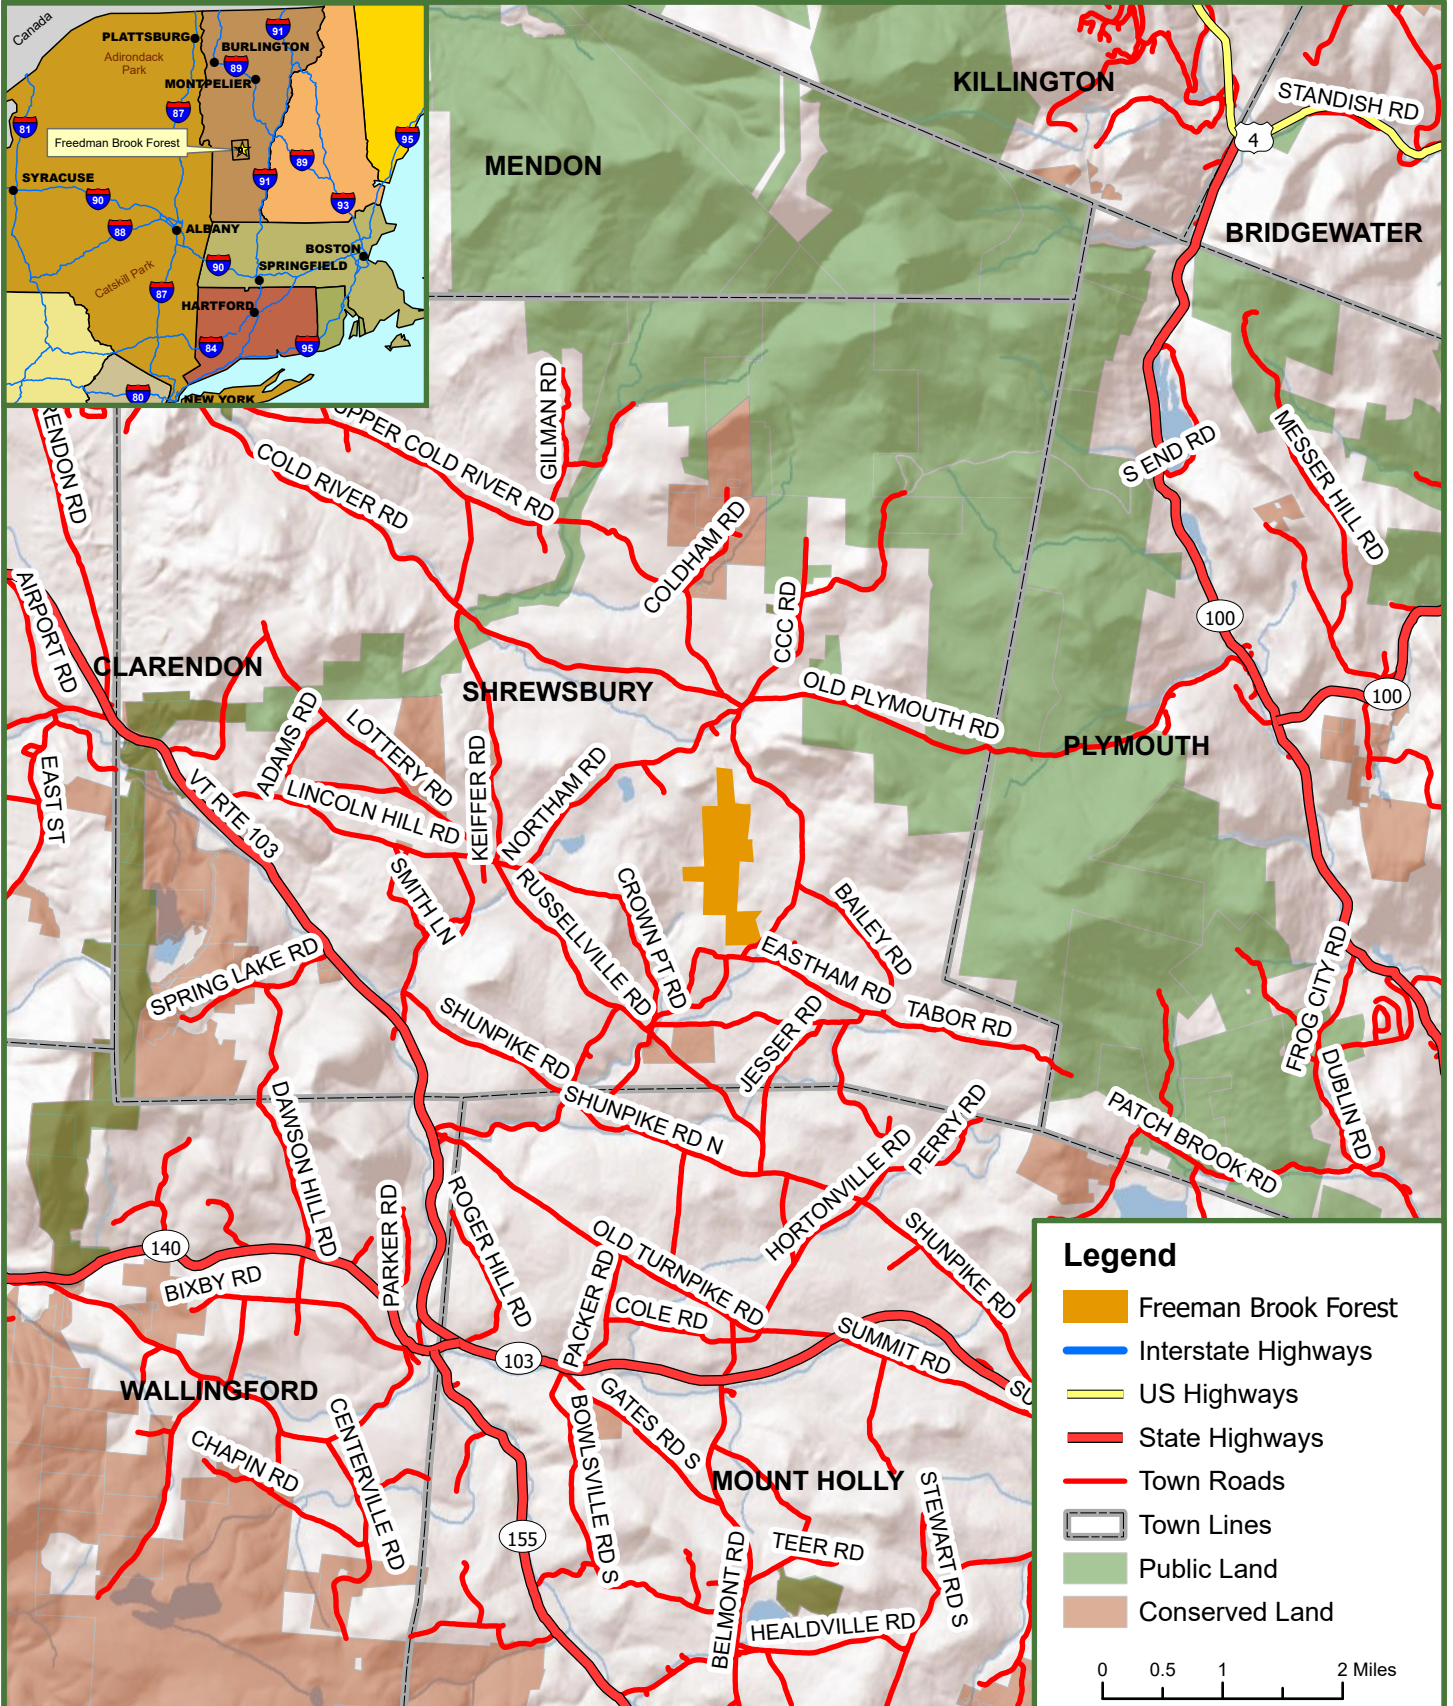 Canada
PLATTSBURG
Adirondack
Park
BURLINGTON
MONTPELIER
91
89
87
81
Freedman Brook Forest
95
89
SYRACUSE
90
91
93
88
ALBANY
BOSTON
90
SPRINGFIELD
Catskill Park
87
HARTFORD
84
95
80
NEW YORK
KILLINGTON
STANDISH RD
4
MENDON
BRIDGEWATER
GILMAN RD
UPPER COLD RIVER RD
COLD RIVER RD
RENDON RD
S END RD
MESSER HILL RD
COLDHAM RD
CCC RD
AIRPORT RD
100
CLARENDON
SHREWSBURY
100
OLD PLYMOUTH RD
PLYMOUTH
ADAMS RD
LOTTERY RD
KEIFFER RD
NORTHAM RD
EAST ST
VT RTE 103
LINCOLN HILL RD
SMITH LN
RUSSELLVILLE RD
CROWN PT RD
BAILEY RD
SPRING LAKE RD
EASTHAM RD
TABOR RD
FROG CITY RD
SHUNPIKE RD
JESSER RD
DUBLIN RD
DAWSON HILL RD
SHUNPIKE RD N
PERRY RD
PATCH BROOK RD
HORTONVILLE RD
PARKER RD
ROGER HILL RD
OLD TURNPIKE RD
SHUNPIKE RD
140
BIXBY RD
PACKER RD
COLE RD
SUMMIT RD
103
SU
WALLINGFORD
GATES RD S
BOWLSVILLE RD S
CENTERVILLE RD
CHAPIN RD
MOUNT HOLLY
STEWART RD S
155
TEER RD
BELMONT RD
HEALDVILLE RD
Legend
Freeman Brook Forest
Interstate Highways
US Highways
State Highways
Town Roads
Town Lines
Public Land
Conserved Land
0 0.5 1 2 Miles